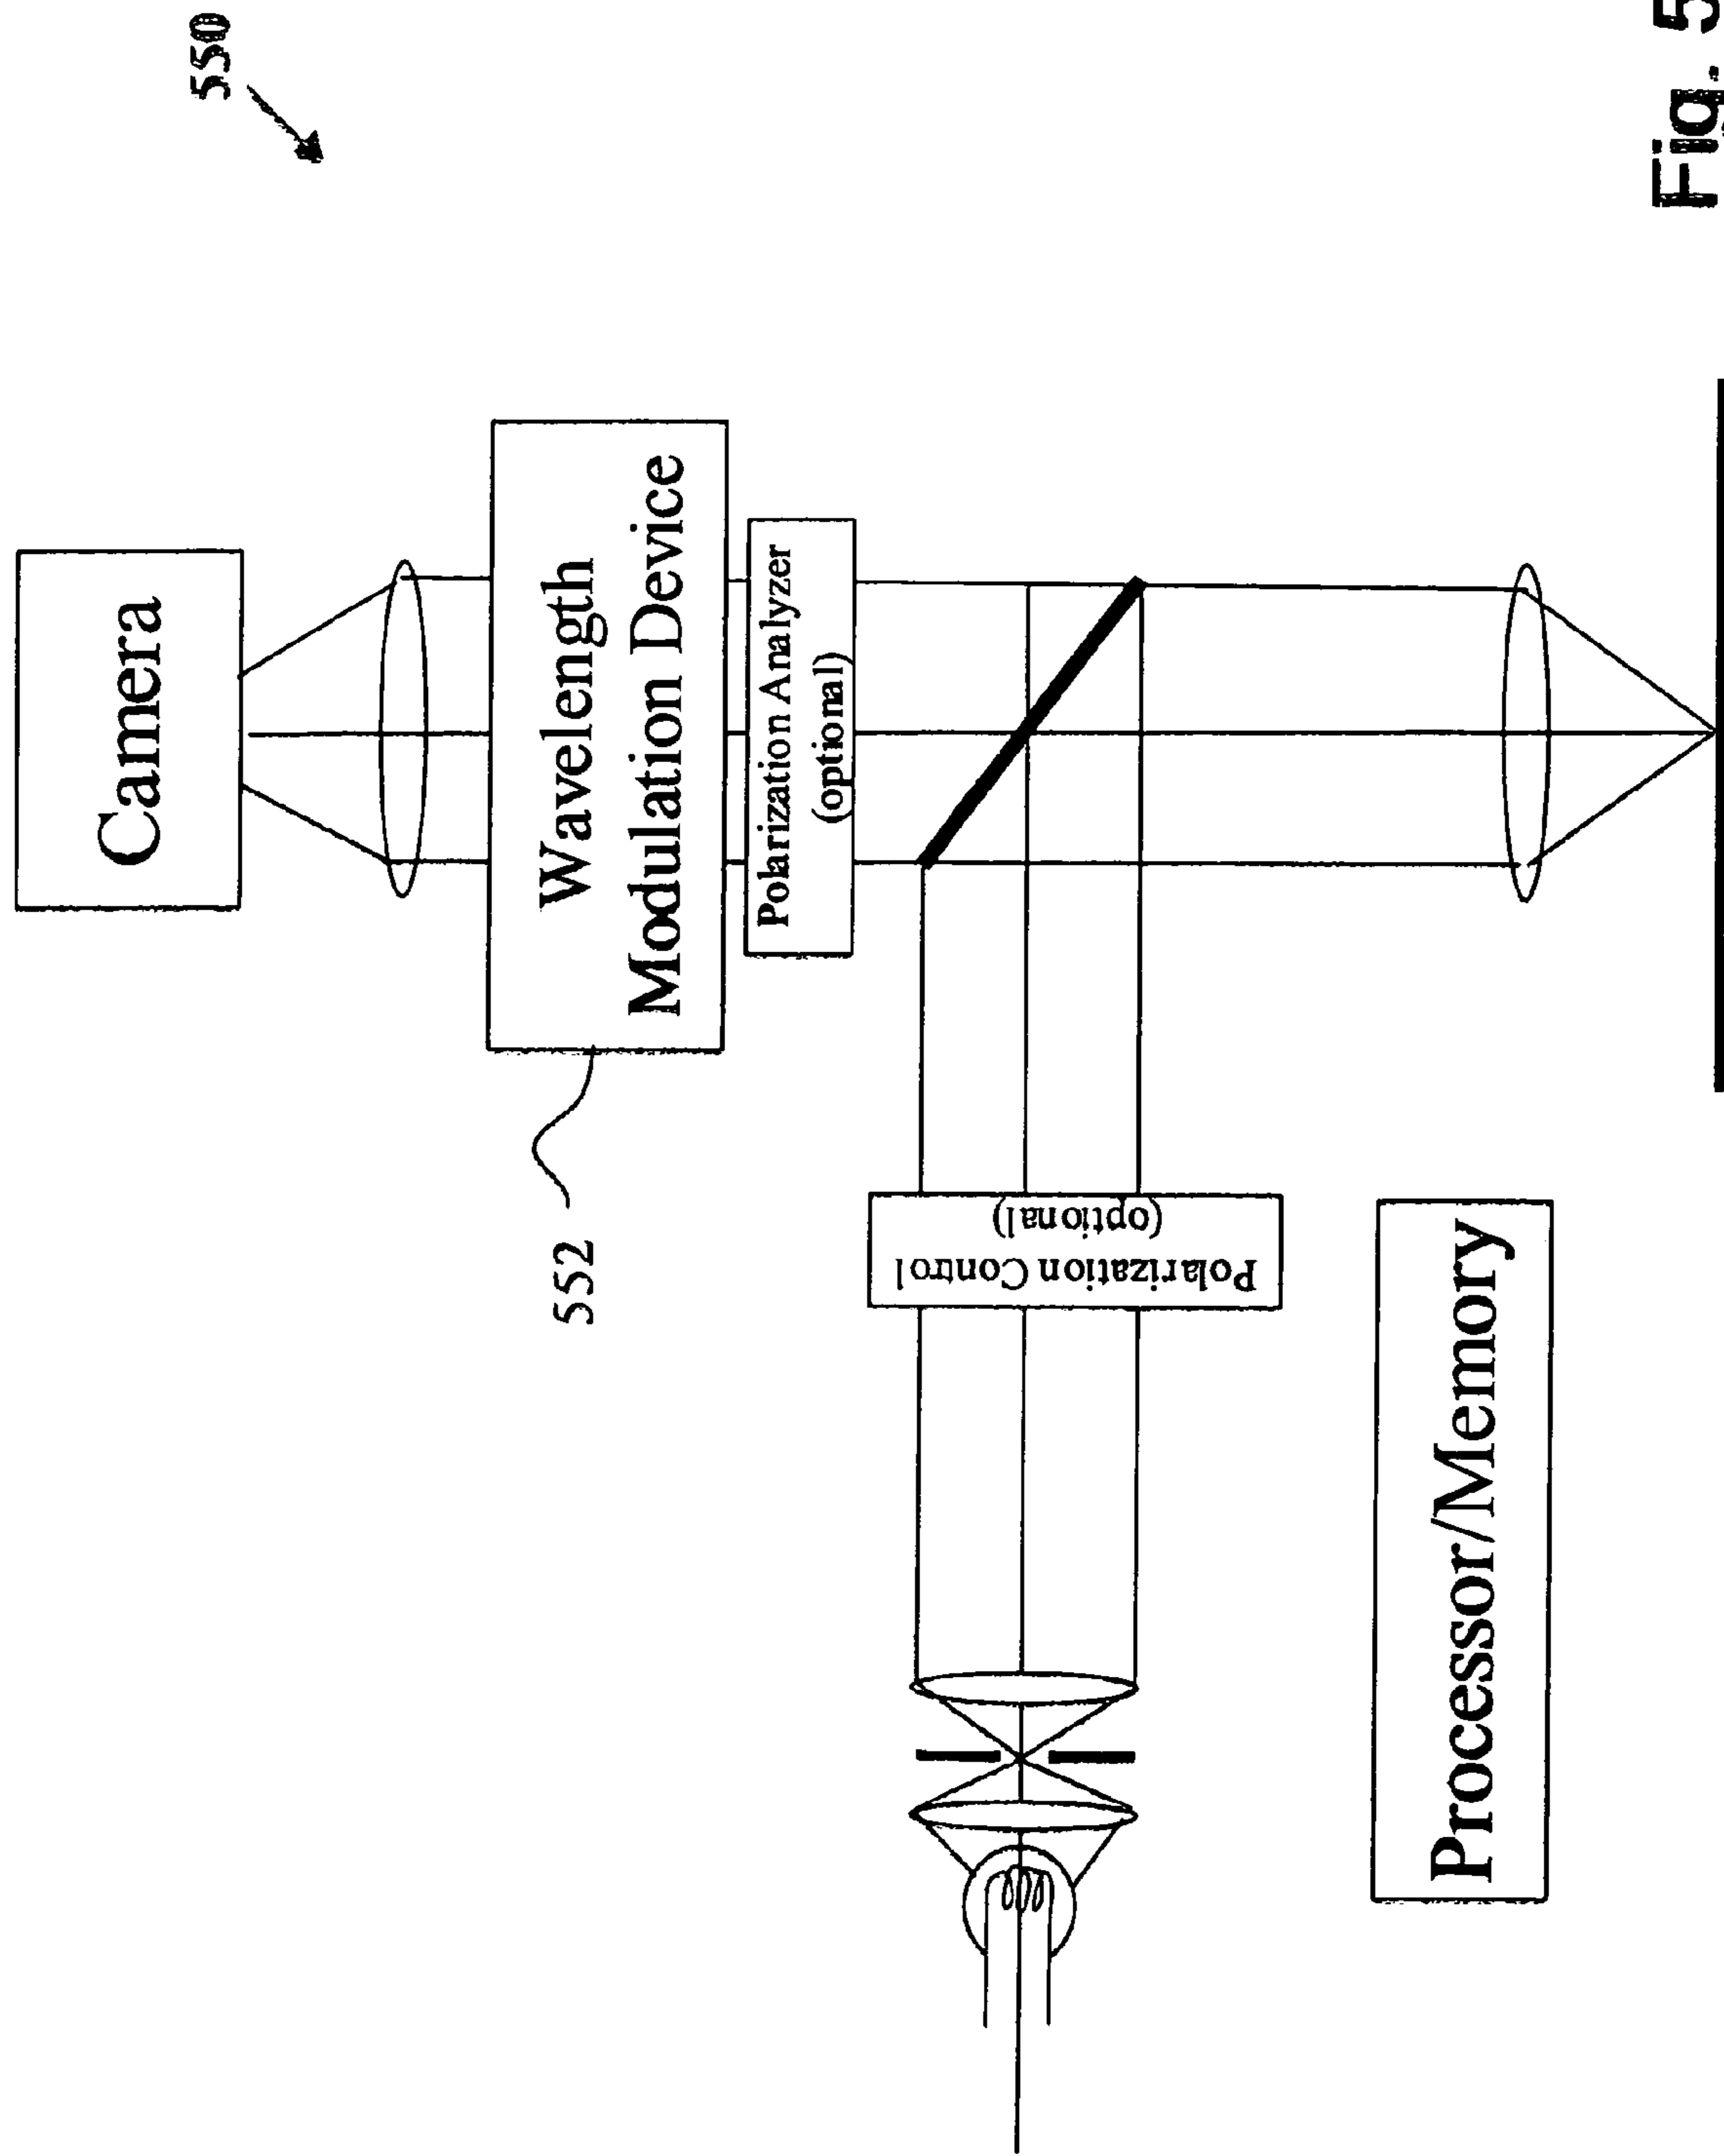 550
Camera
Wavelength
Modulation Device
Polarization Analyzer
(optional)
552
Polarization Control
(optional)
Processor/Memory
Fig. 5